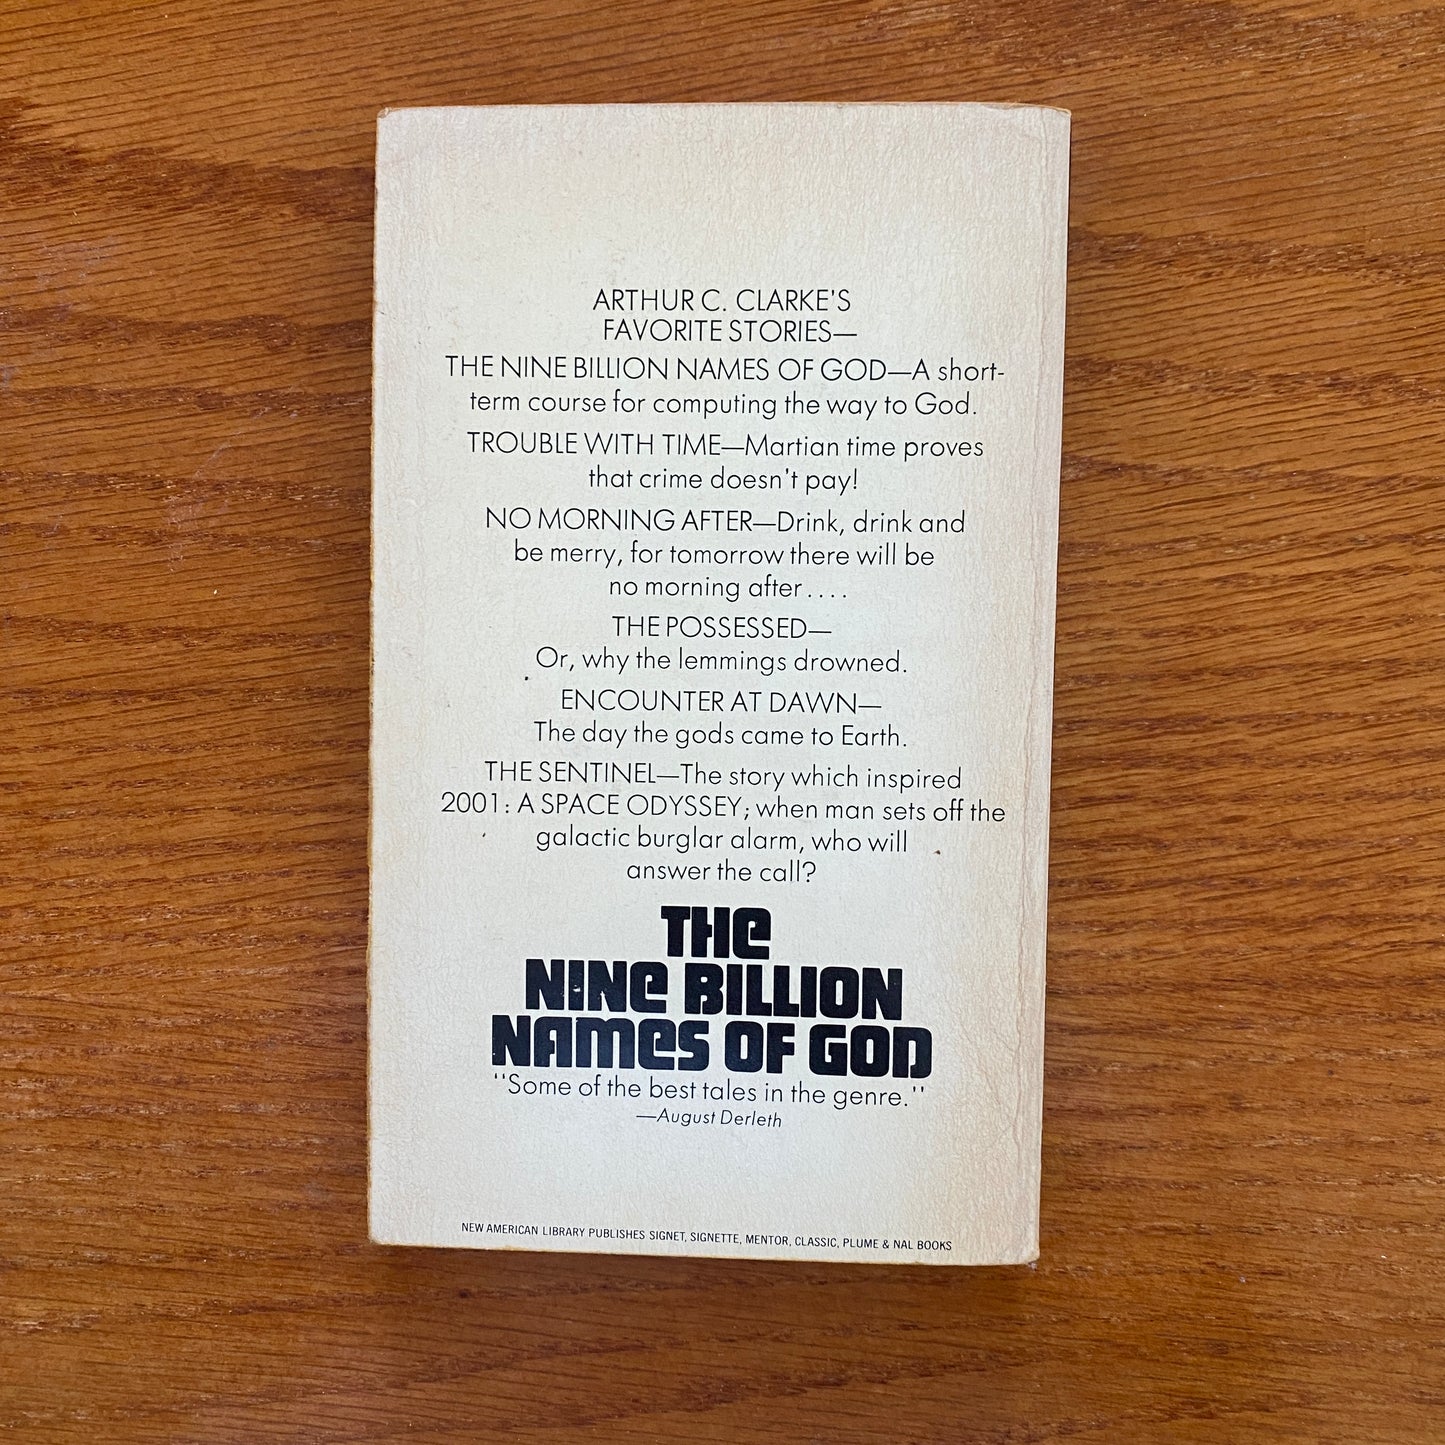 ARTHUR C. CLARKE'S
FAVORITE STORIES—
THE NINE BILLION NAMES OF GOD—A short-
term course for computing the way to God.
TROUBLE WITH TIME—Martian time proves
that crime doesn't pay!
NO MORNING AFTER—Drink, drink and
be merry, for tomorrow there will be
no morning after....
THE POSSESSED—
Or, why the lemmings drowned.
ENCOUNTER AT DAWN—
The day the gods came to Earth.
THE SENTINEL—The story which inspired
2001: A SPACE ODYSSEY; when man sets off the
galactic burglar alarm, who will
answer the call?
THE
NINE BILLION
NAMES OF GOD
"Some of the best tales in the genre."
—August Derleth
NEW AMERICAN LIBRARY PUBLISHES SIGNET, SIGNETTE, MENTOR, CLASSIC, PLUME & NAL BOOKS